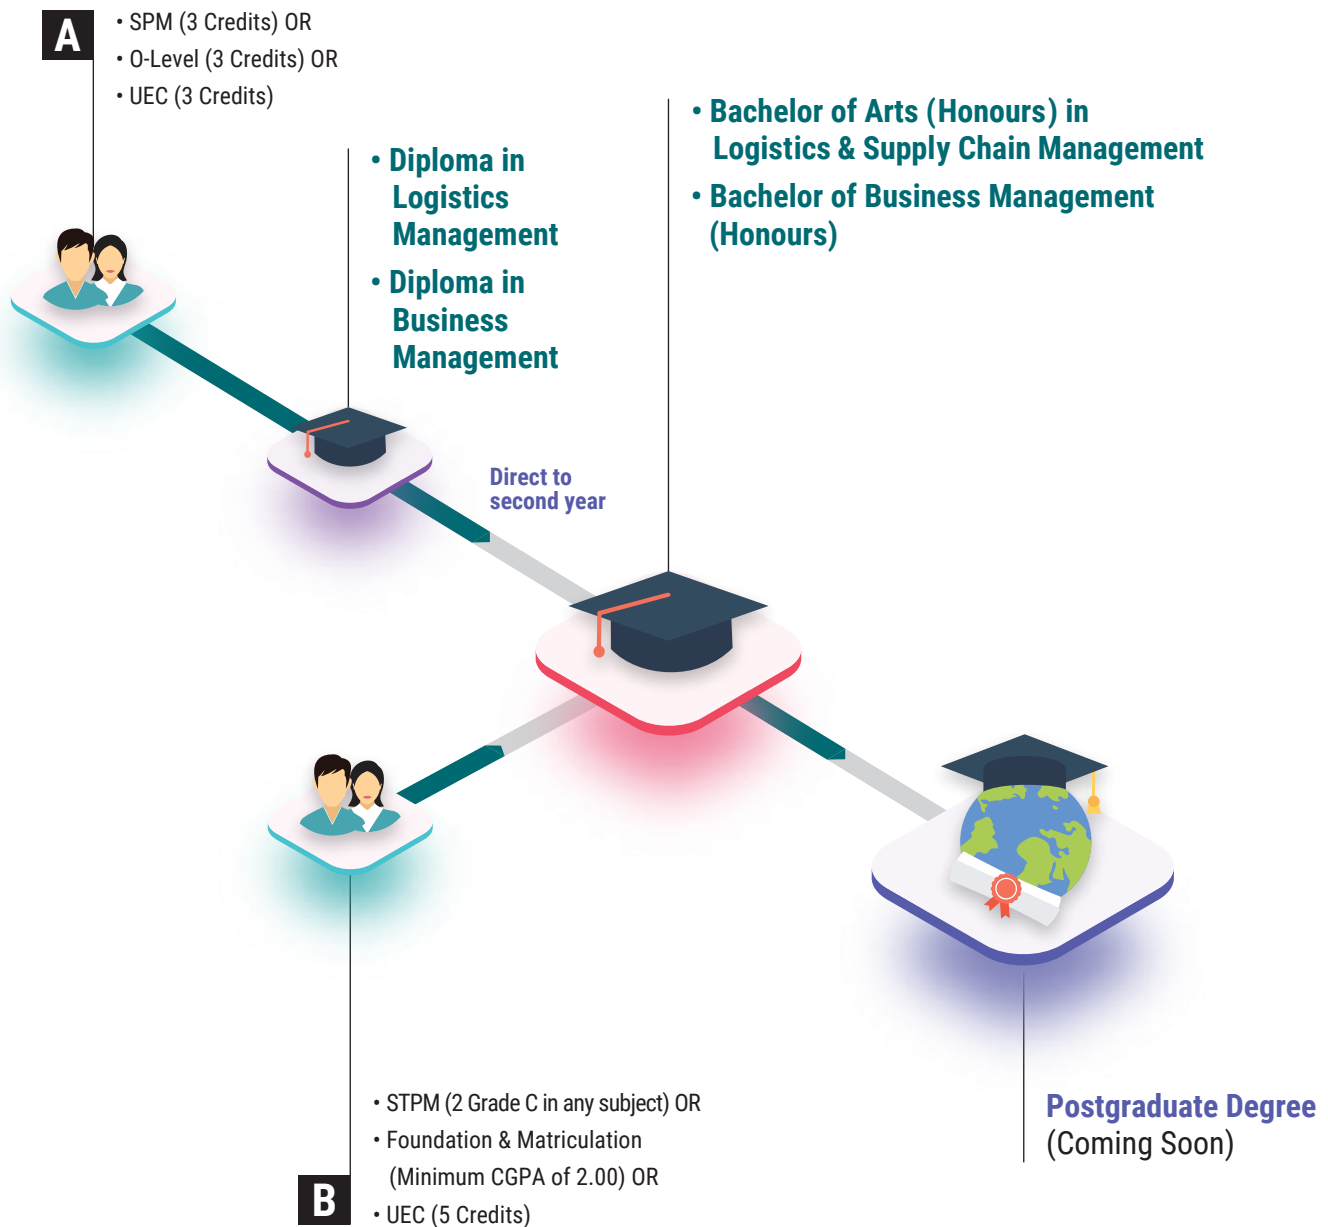 A
• SPM (3 Credits) OR
• O-Level (3 Credits) OR
• UEC (3 Credits)
• Diploma in
Logistics
Management
• Diploma in
Business
Management
• Bachelor of Arts (Honours) in
Logistics & Supply Chain Management
• Bachelor of Business Management
(Honours)
Direct to
second year
B
• STPM (2 Grade C in any subject) OR
• Foundation & Matriculation
(Minimum CGPA of 2.00) OR
• UEC (5 Credits)
Postgraduate Degree
(Coming Soon)